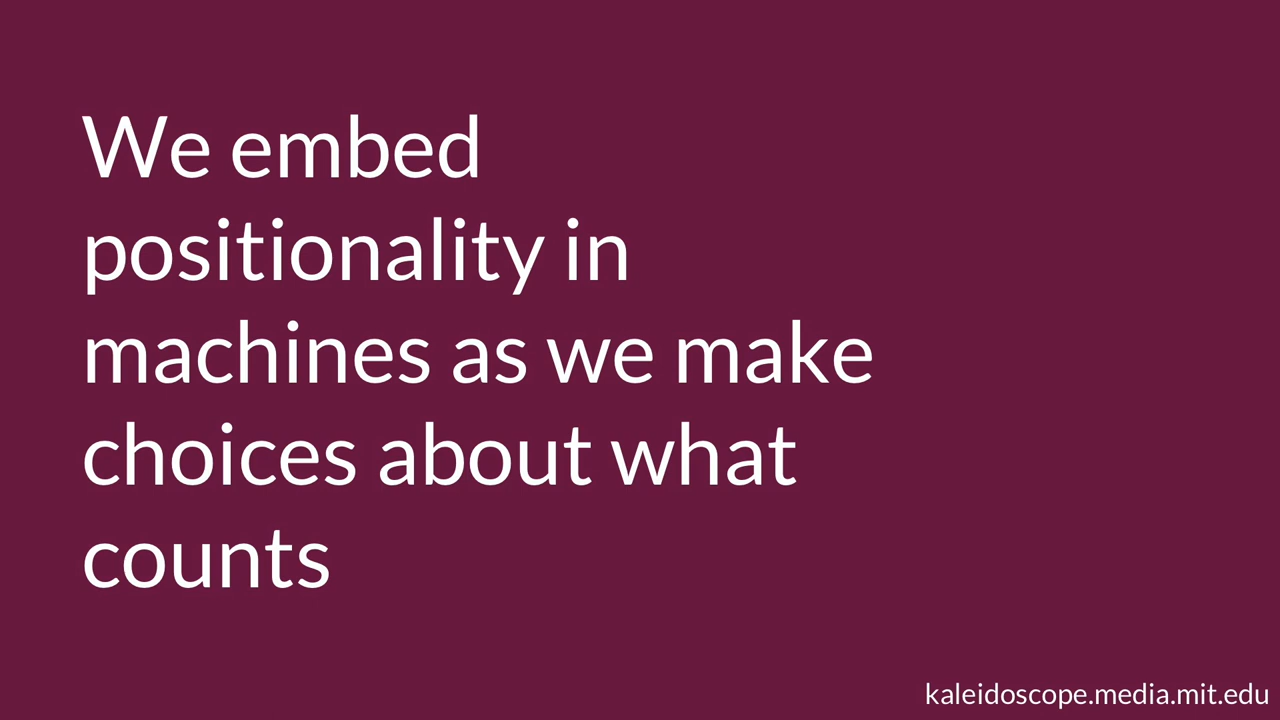 We embed
positionality in
machines as we make
choices about what
counts
kaleidoscope.media.mit.edu